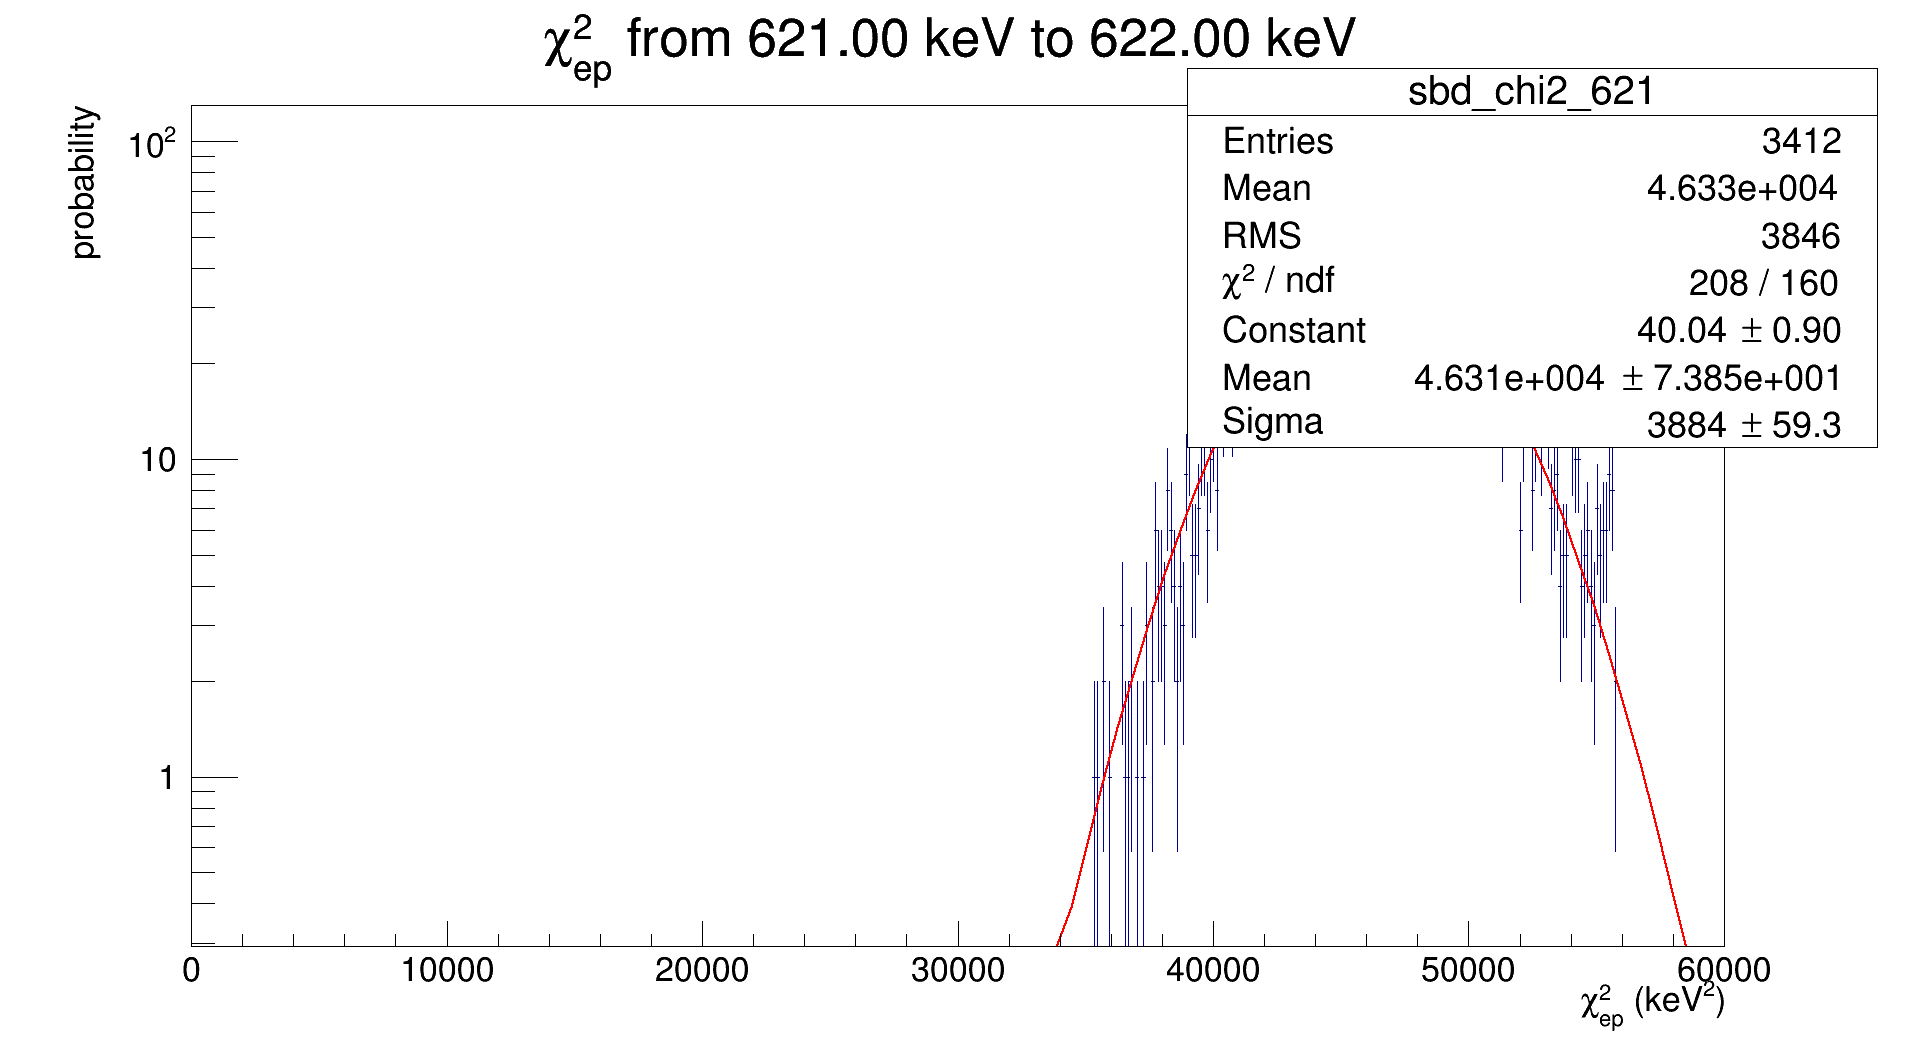 χ²ep from 621.00 keV to 622.00 keV
probability
sbd_chi2_621
Entries 3412
Mean 4.633e+004
RMS 3846
χ² / ndf 208 / 160
Constant 40.04 ± 0.90
Mean 4.631e+004 ± 7.385e+001
Sigma 3884 ± 59.3
10²
10
1
0 10000 20000 30000 40000 50000 60000
χ²ep (keV²)